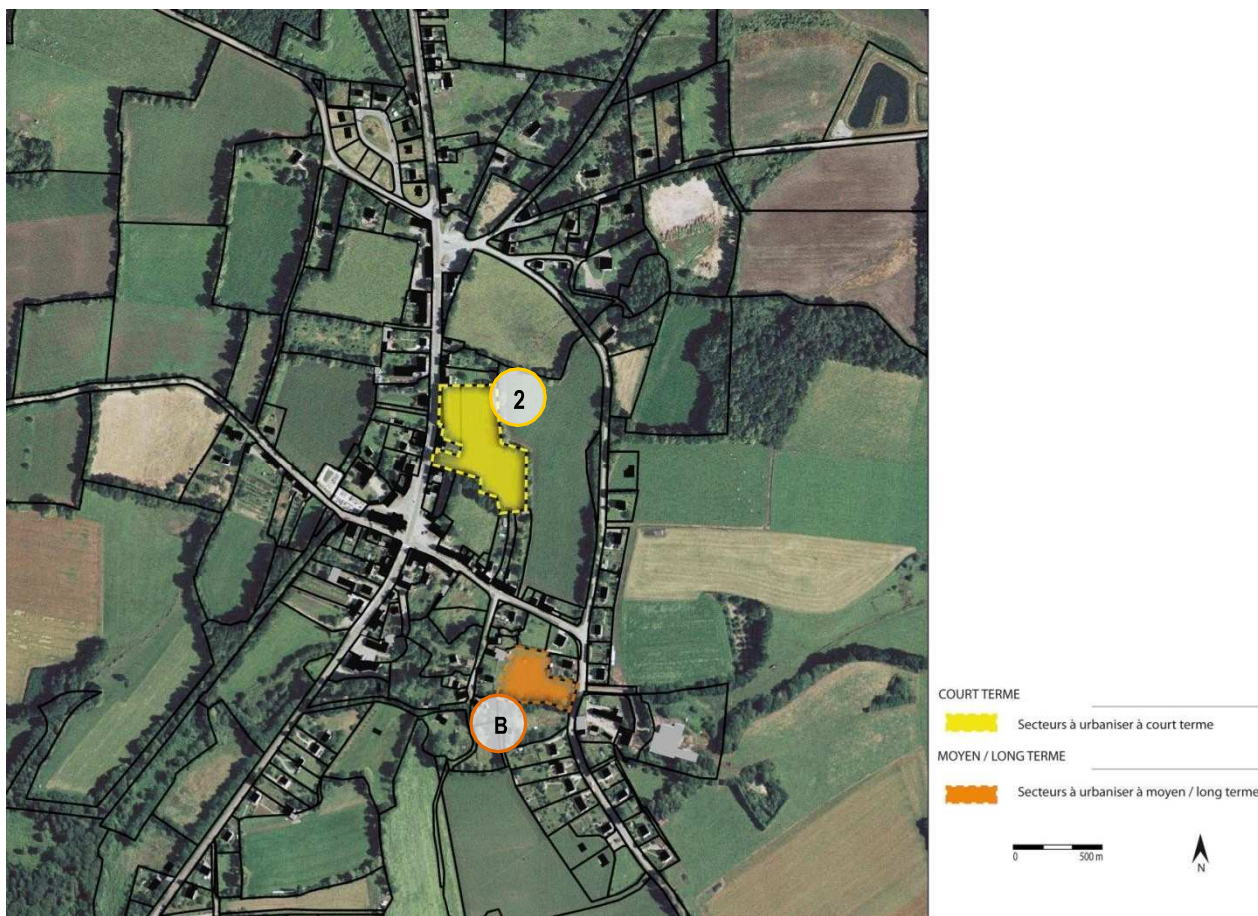 2
B
COURT TERME
Secteurs à urbaniser à court terme
MOYEN / LONG TERME
Secteurs à urbaniser à moyen / long terme
0 500 m
N